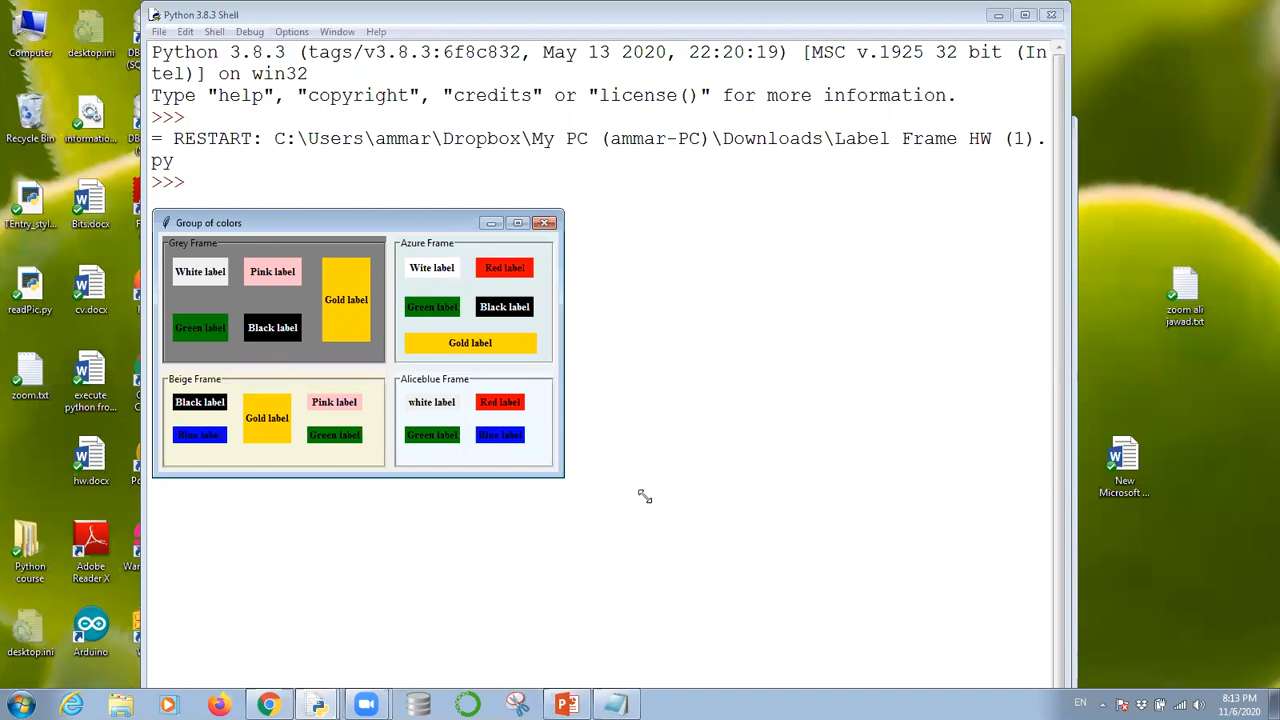 Python 3.8.3 Shell
File Edit Shell Debug Options Window Help
Python 3.8.3 (tags/v3.8.3:6f8c832, May 13 2020, 22:20:19) [MSC v.1925 32 bit (In
tel)] on win32
Type "help", "copyright", "credits" or "license()" for more information.
>>>
= RESTART: C:\Users\ammar\Dropbox\My PC (ammar-PC)\Downloads\Label Frame HW (1).
py
>>>
Group of colors
Grey Frame
White label Pink label
Gold label
Green label Black label
Azure Frame
Wite label Red label
Green label Black label
Gold label
Beige Frame
Black label Pink label
Gold label
Blue label Green label
Aliceblue Frame
white label Red label
Green label Blue label
Computer
desktop.ini
Recycle Bin
informatio...
TEntry_styl...
Bits.docx
readPic.py
cv.docx
zoom.txt
execute
python fro...
hw.docx
Python
course
Adobe
Reader X
desktop.ini
Arduino
zoom ali
jawad.txt
New
Microsoft ...
EN
8:13 PM
11/6/2020